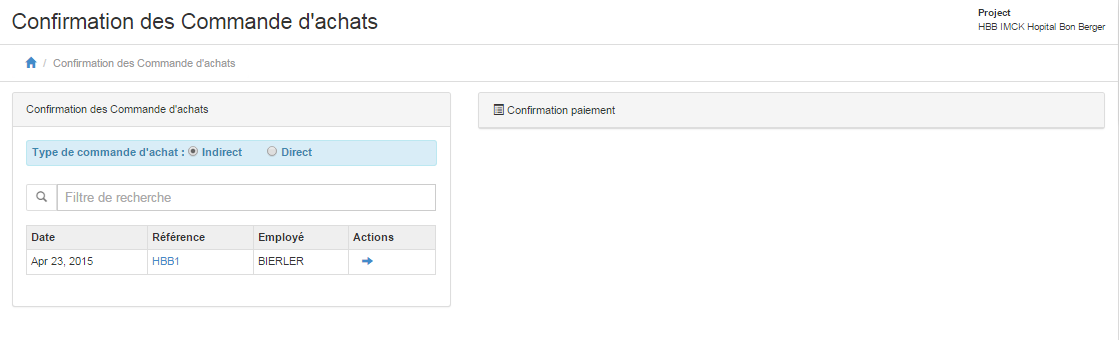 Confirmation des Commande d'achats
Project
HBB IMCK Hopital Bon Berger
/ Confirmation des Commande d'achats
Confirmation des Commande d'achats
Type de commande d'achat : Indirect Direct
Filtre de recherche
Date Référence Employé Actions
Apr 23, 2015 HBB1 BIERLER
Confirmation paiement